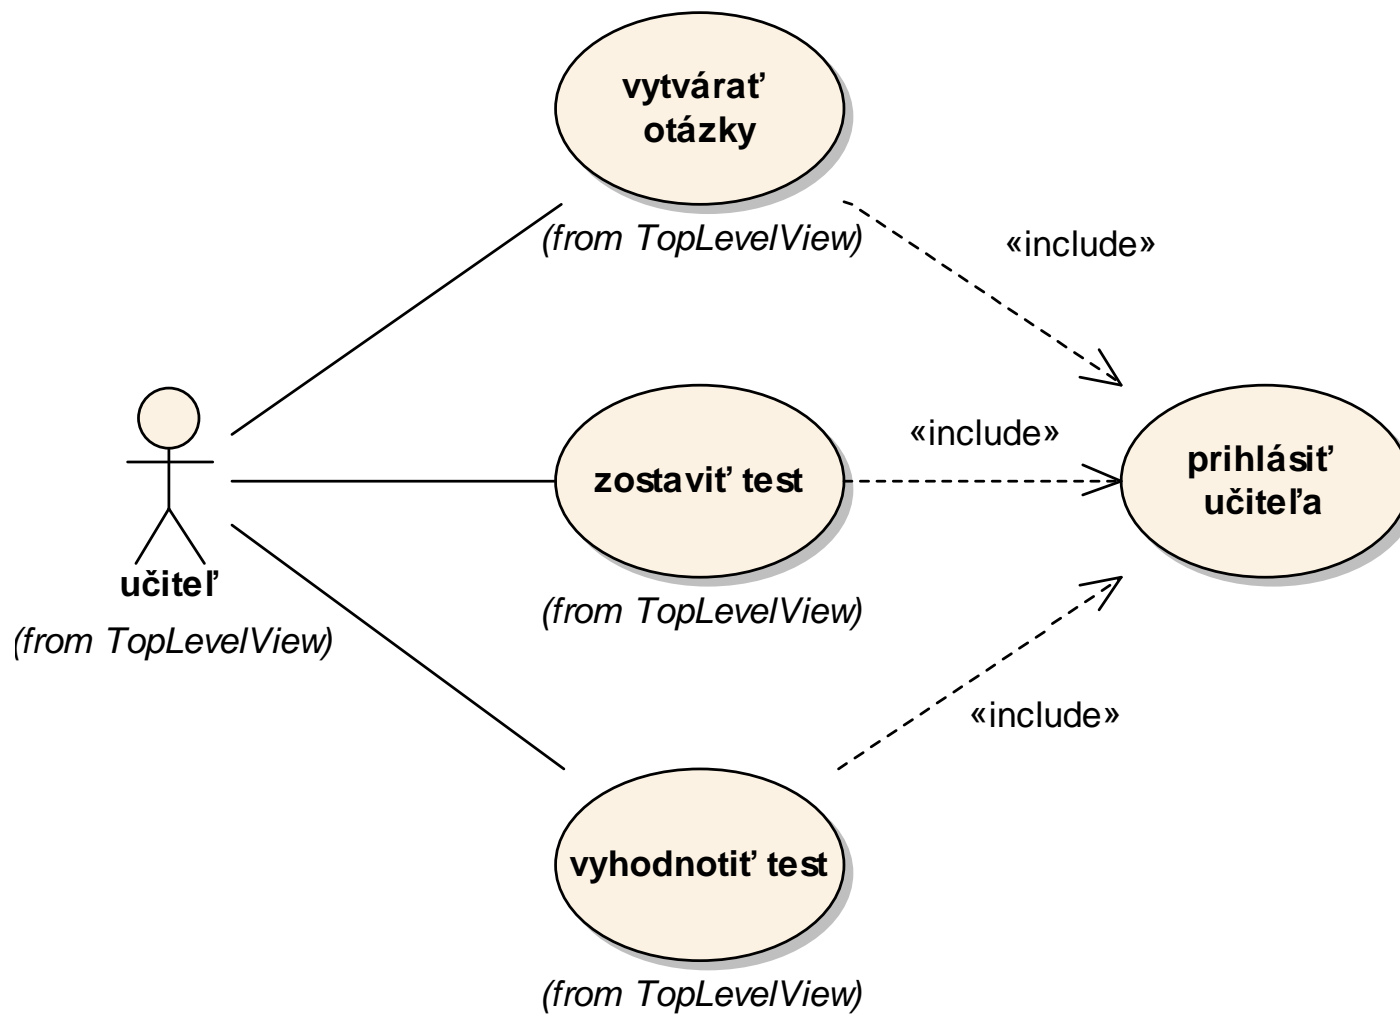 vytvárať
otázky
(from TopLevelView)
«include»
učiteľ
(from TopLevelView)
zostaviť test
(from TopLevelView)
«include»
prihlásiť
učiteľa
«include»
vyhodnotiť test
(from TopLevelView)